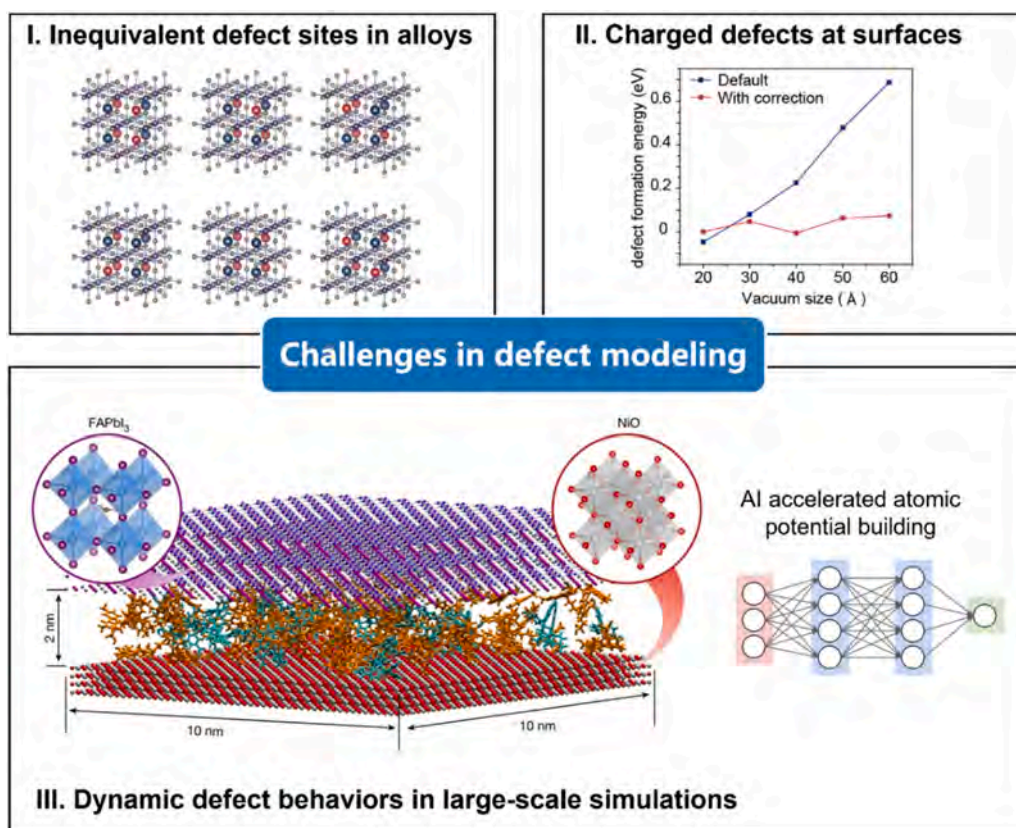 I. Inequivalent defect sites in alloys
II. Charged defects at surfaces
Default
With correction
defect formation energy (eV)
0.6
0.4
0.2
0
20
30
40
50
60
Vacuum size ( Å )
Challenges in defect modeling
FAPbI₃
NiO
AI accelerated atomic
potential building
2 nm
10 nm
10 nm
III. Dynamic defect behaviors in large-scale simulations